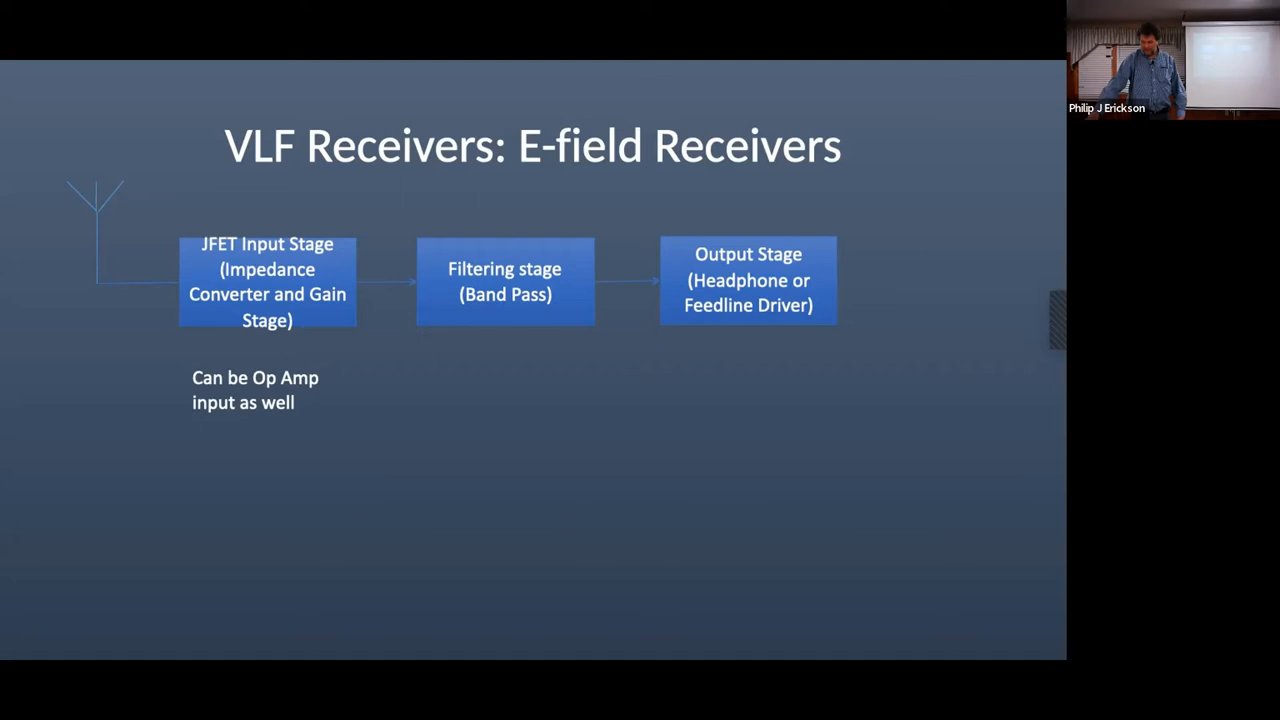 Philip J Erickson
VLF Receivers: E-field Receivers
JFET Input Stage
(Impedance
Converter and Gain
Stage)
Filtering stage
(Band Pass)
Output Stage
(Headphone or
Feedline Driver)
Can be Op Amp
input as well